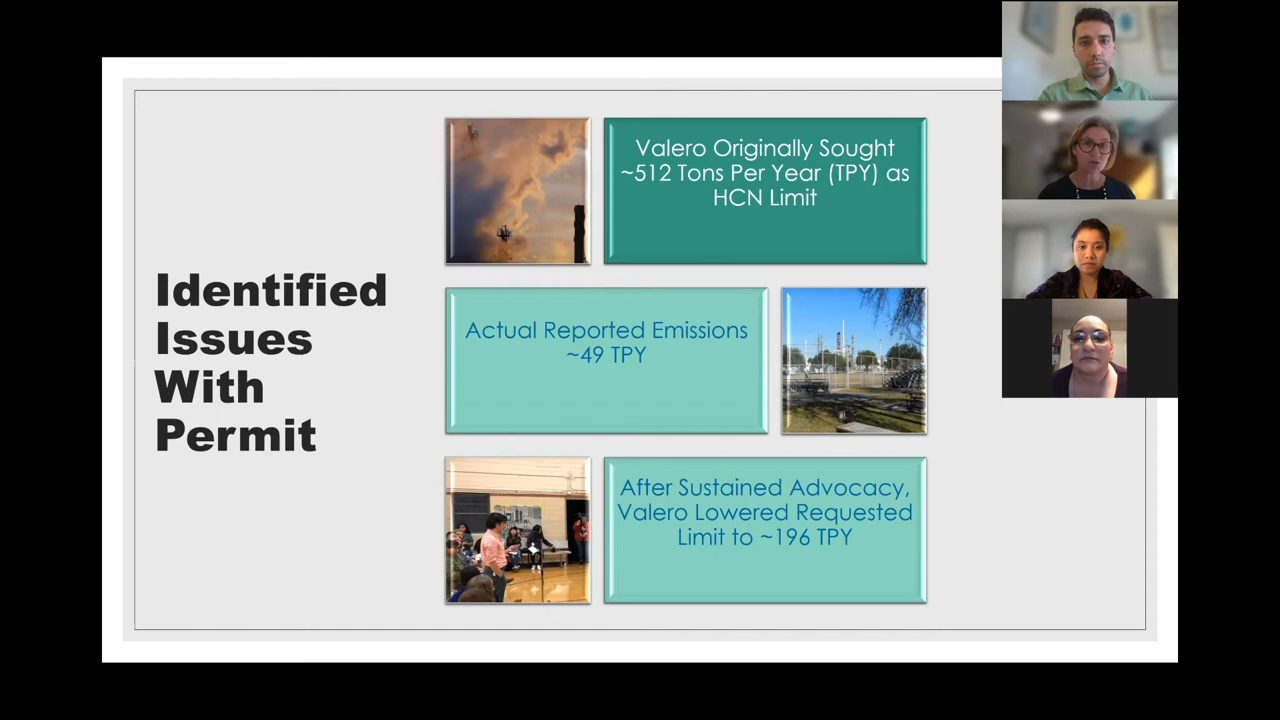 Identified
Issues
With
Permit
Valero Originally Sought
~512 Tons Per Year (TPY) as
HCN Limit
Actual Reported Emissions
~49 TPY
After Sustained Advocacy,
Valero Lowered Requested
Limit to ~196 TPY